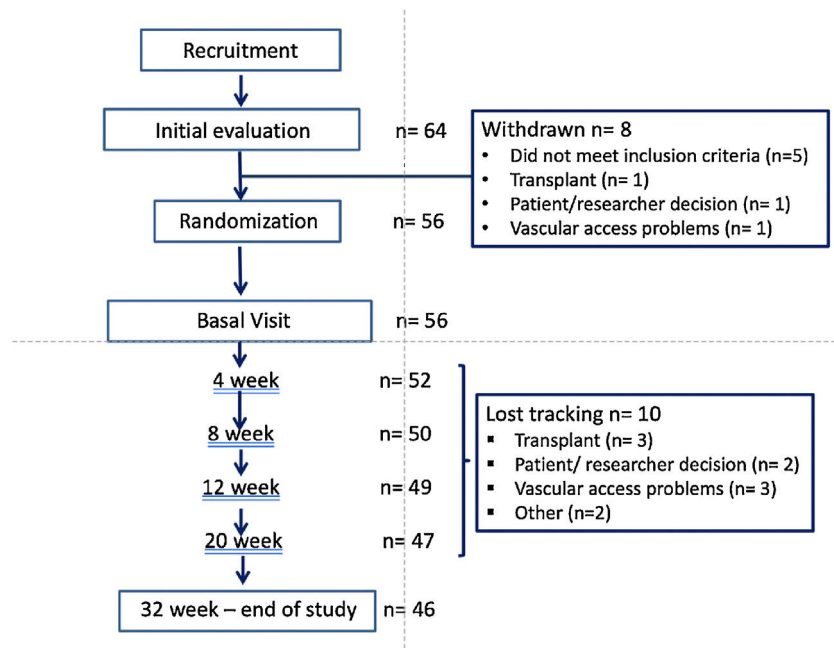 Recruitment
Initial evaluation
n= 64
Withdrawn n= 8
• Did not meet inclusion criteria (n=5)
• Transplant (n= 1)
• Patient/researcher decision (n= 1)
• Vascular access problems (n= 1)
Randomization
n= 56
Basal Visit
n= 56
4 week
n= 52
8 week
n= 50
12 week
n= 49
20 week
n= 47
Lost tracking n= 10
▪ Transplant (n= 3)
▪ Patient/ researcher decision (n= 2)
▪ Vascular access problems (n= 3)
▪ Other (n=2)
32 week – end of study
n= 46